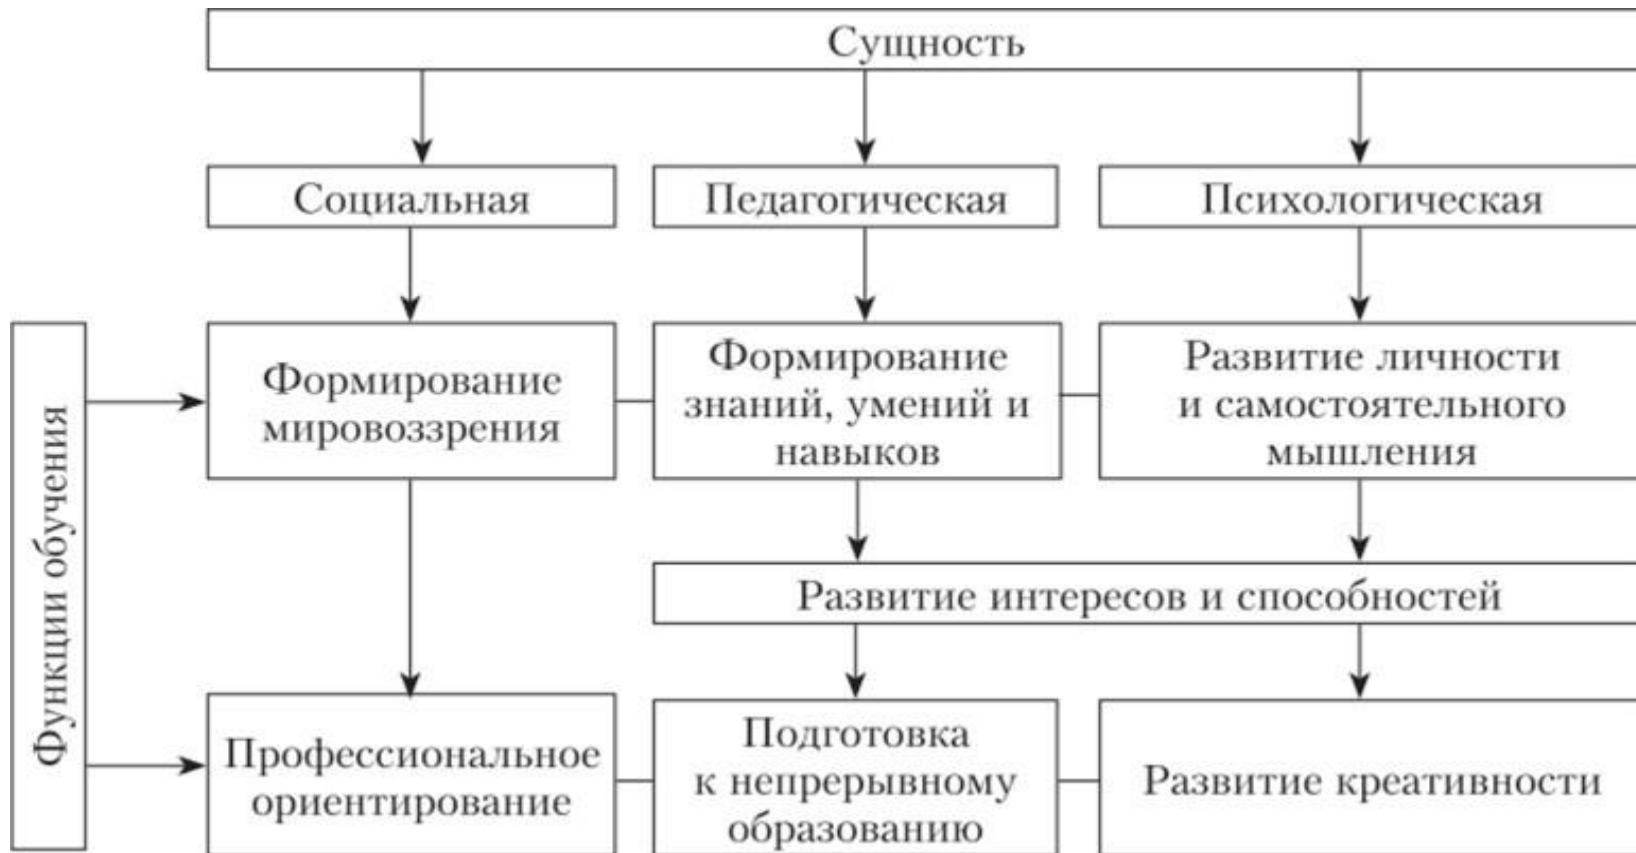 Сущность
Социальная
Педагогическая
Психологическая
Функции обучения
Формирование
мировоззрения
Формирование
знаний, умений и
навыков
Развитие личности
и самостоятельного
мышления
Развитие интересов и способностей
Профессиональное
ориентирование
Подготовка
к непрерывному
образованию
Развитие креативности